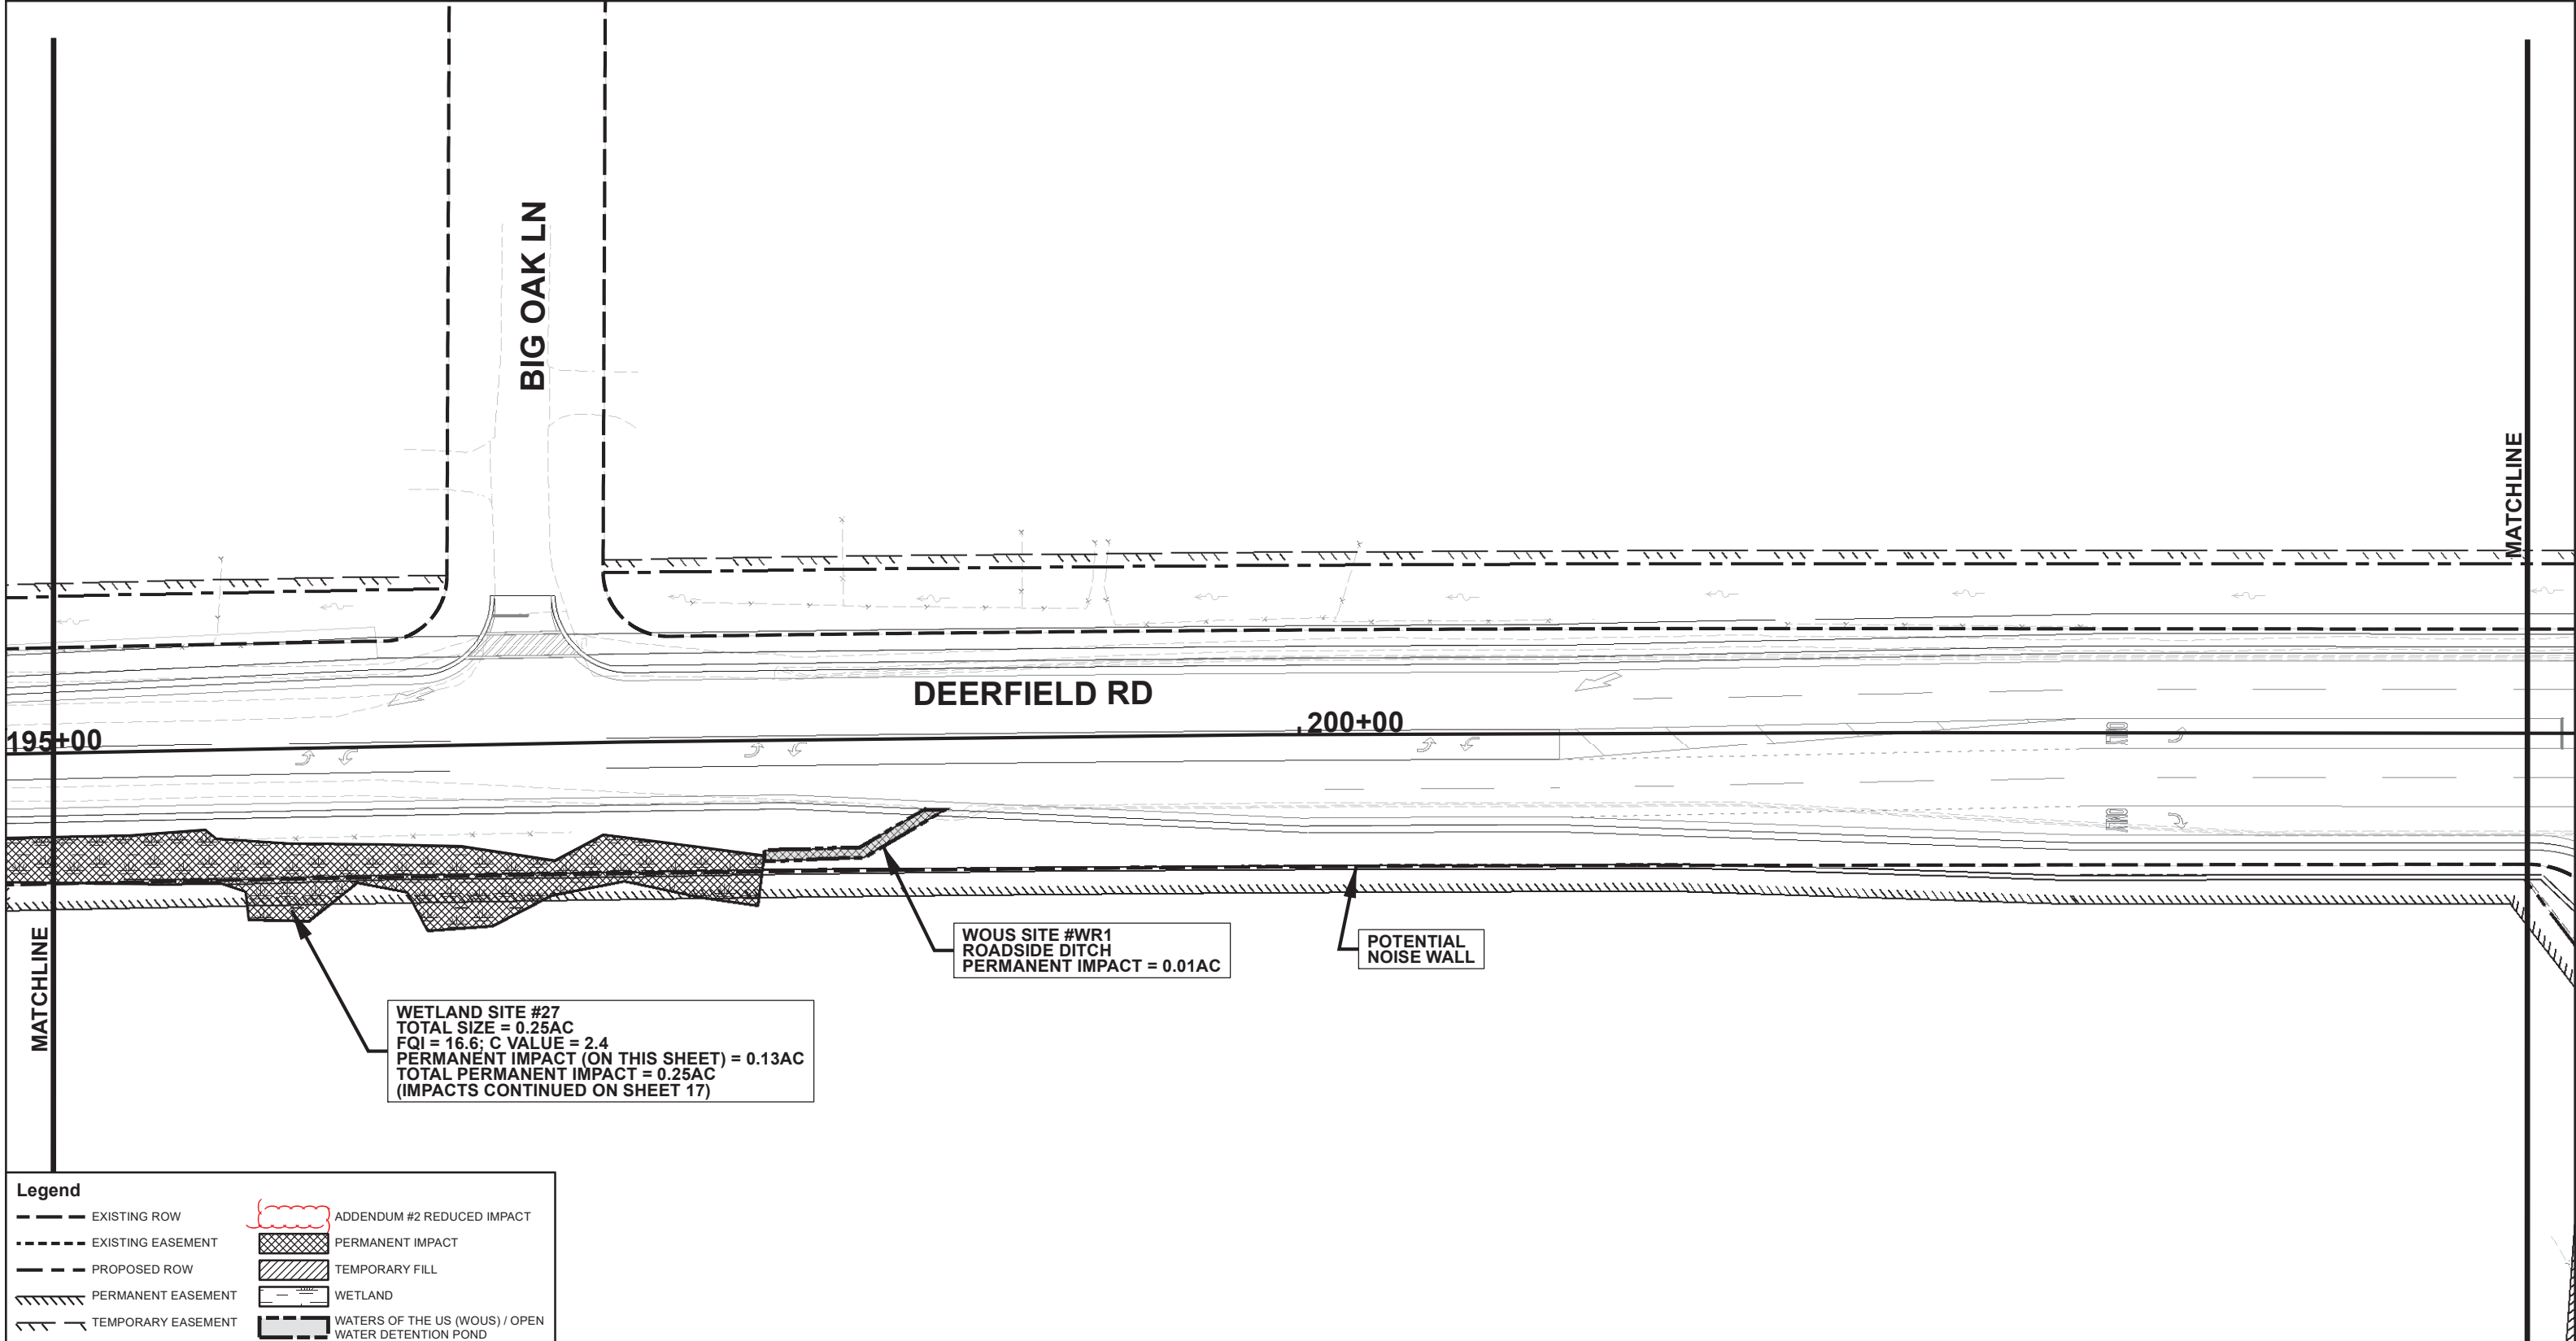 BIG OAK LN
MATCHLINE
DEERFIELD RD
195+00
200+00
ONLY
ONLY
MATCHLINE
WOUS SITE #WR1
ROADSIDE DITCH
PERMANENT IMPACT = 0.01AC
POTENTIAL
NOISE WALL
WETLAND SITE #27
TOTAL SIZE = 0.25AC
FQI = 16.6; C VALUE = 2.4
PERMANENT IMPACT (ON THIS SHEET) = 0.13AC
TOTAL PERMANENT IMPACT = 0.25AC
(IMPACTS CONTINUED ON SHEET 17)
Legend
EXISTING ROW
EXISTING EASEMENT
PROPOSED ROW
PERMANENT EASEMENT
TEMPORARY EASEMENT
ADDENDUM #2 REDUCED IMPACT
PERMANENT IMPACT
TEMPORARY FILL
WETLAND
WATERS OF THE US (WOUS) / OPEN
WATER DETENTION POND